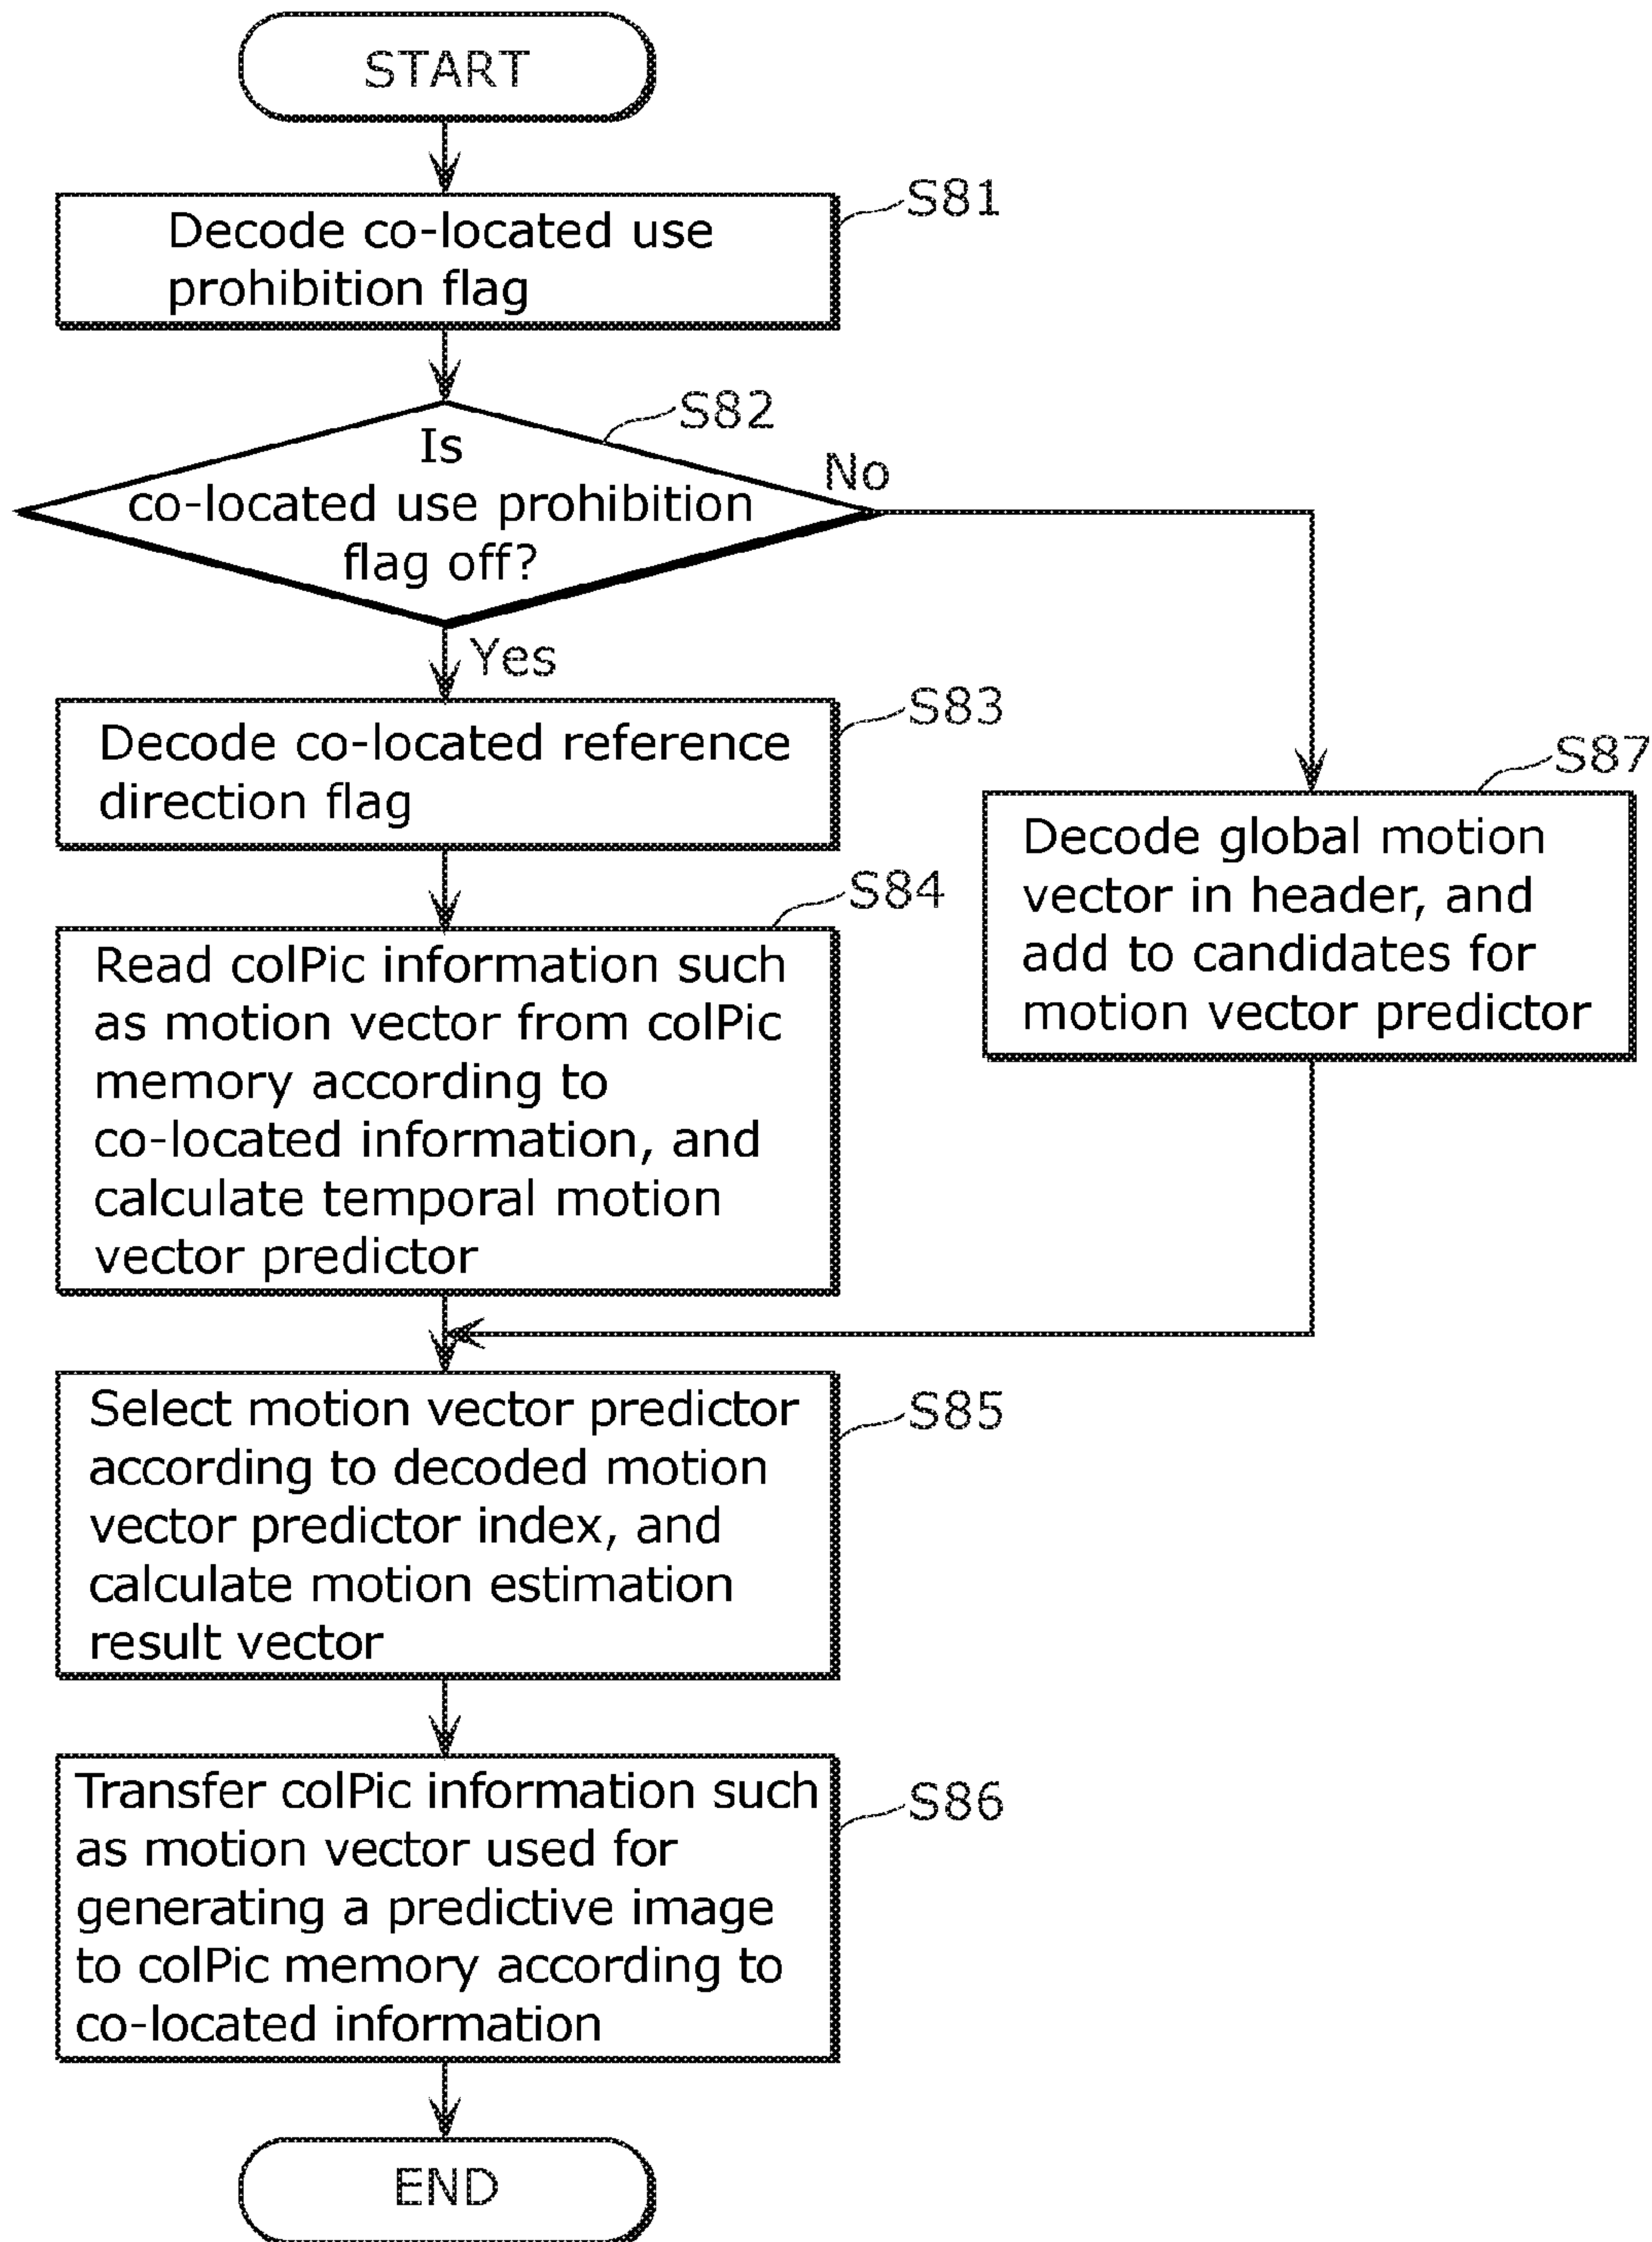 START
S81
Decode co-located use
prohibition flag
S82
Is
co-located use prohibition
flag off?
No
Yes
S83
Decode co-located reference
direction flag
S87
Decode global motion
vector in header, and
add to candidates for
motion vector predictor
S84
Read colPic information such
as motion vector from colPic
memory according to
co-located information, and
calculate temporal motion
vector predictor
S85
Select motion vector predictor
according to decoded motion
vector predictor index, and
calculate motion estimation
result vector
S86
Transfer colPic information such
as motion vector used for
generating a predictive image
to colPic memory according to
co-located information
END